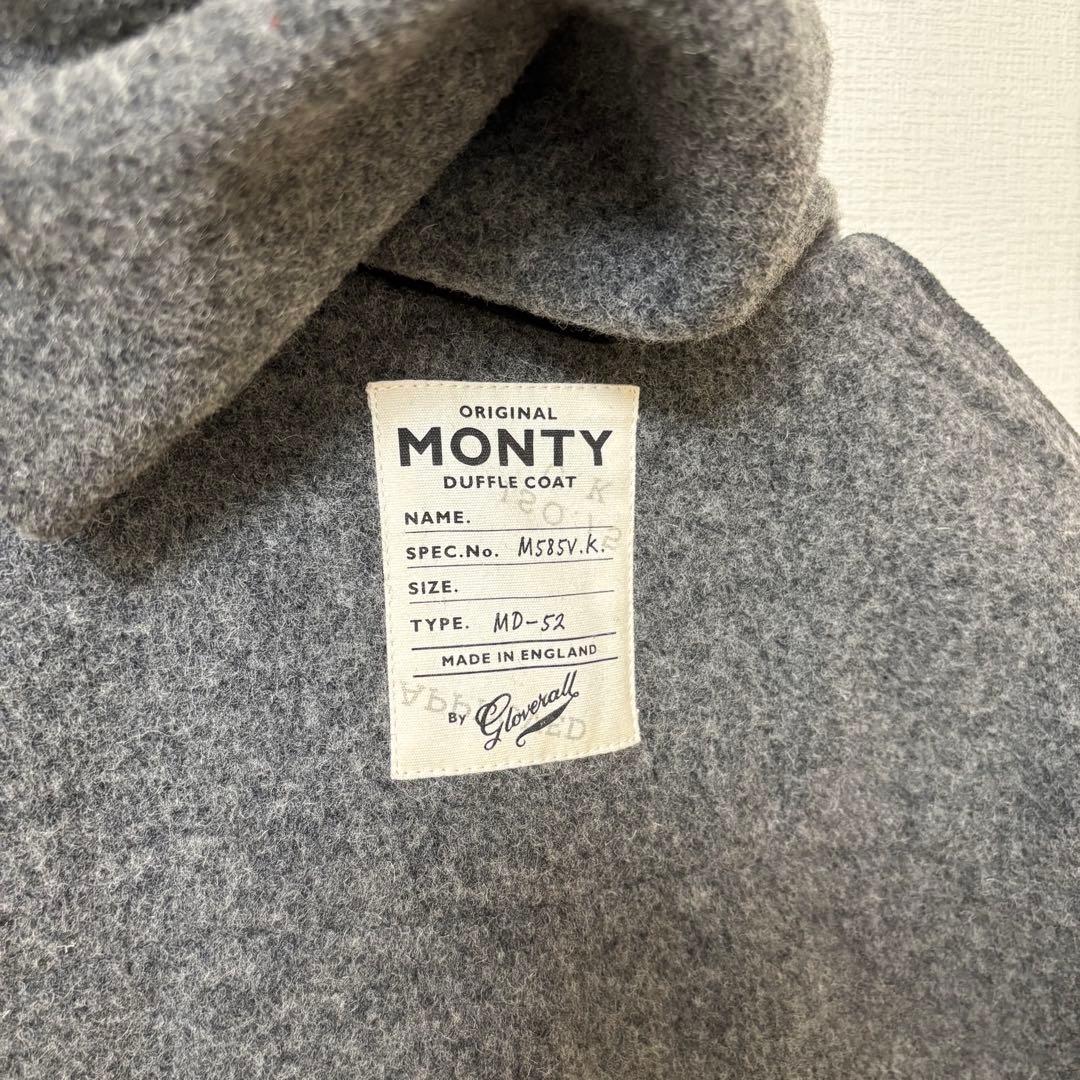 ORIGINAL
MONTY
DUFFLE COAT
NAME.
SPEC.No. M585V.K.
SIZE.
TYPE. MD-52
MADE IN ENGLAND
By Gloverall